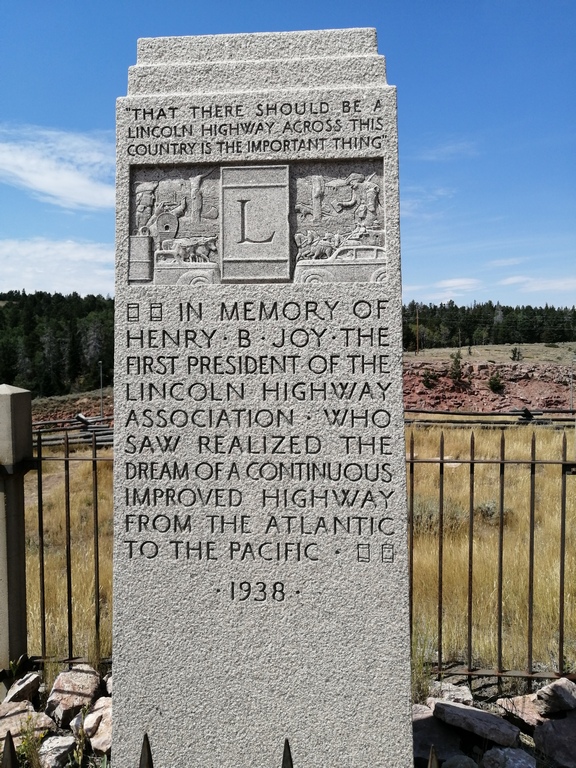 "THAT THERE SHOULD BE A
LINCOLN HIGHWAY ACROSS THIS
COUNTRY IS THE IMPORTANT THING"
L
IN MEMORY OF
HENRY · B · JOY · THE
FIRST PRESIDENT OF THE
LINCOLN HIGHWAY
ASSOCIATION · WHO
SAW REALIZED THE
DREAM OF A CONTINUOUS
IMPROVED HIGHWAY
FROM THE ATLANTIC
TO THE PACIFIC ·
· 1938 ·